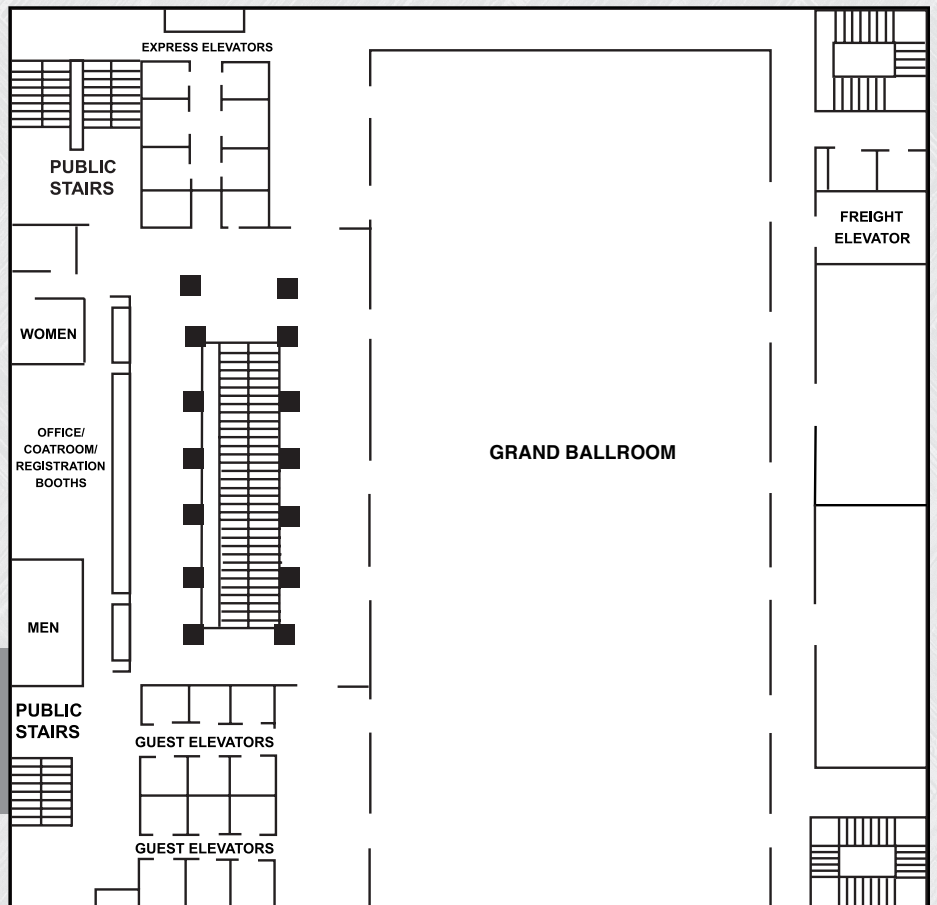 EXPRESS ELEVATORS
PUBLIC
STAIRS
FREIGHT
ELEVATOR
WOMEN
OFFICE/
COATROOM/
REGISTRATION
BOOTHS
GRAND BALLROOM
MEN
PUBLIC
STAIRS
GUEST ELEVATORS
GUEST ELEVATORS